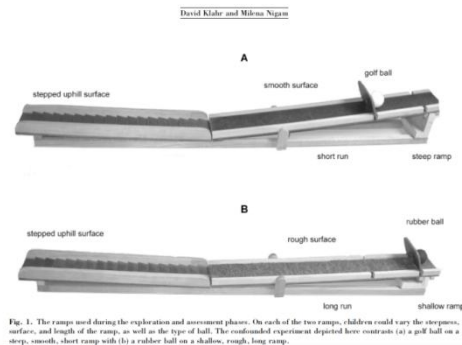 David Klahr and Milena Nigam
A
golf ball
smooth surface
stepped uphill surface
short run
steep ramp
B
rubber ball
stepped uphill surface
rough surface
long run
shallow ramp
Fig. 1. The ramps used during the exploration and assessment phases. On each of the two ramps, children could vary the steepness,
surface, and length of the ramp, as well as the type of ball. The confounded experiment depicted here contrasts (a) a golf ball on a
steep, smooth, short ramp with (b) a rubber ball on a shallow, rough, long ramp.